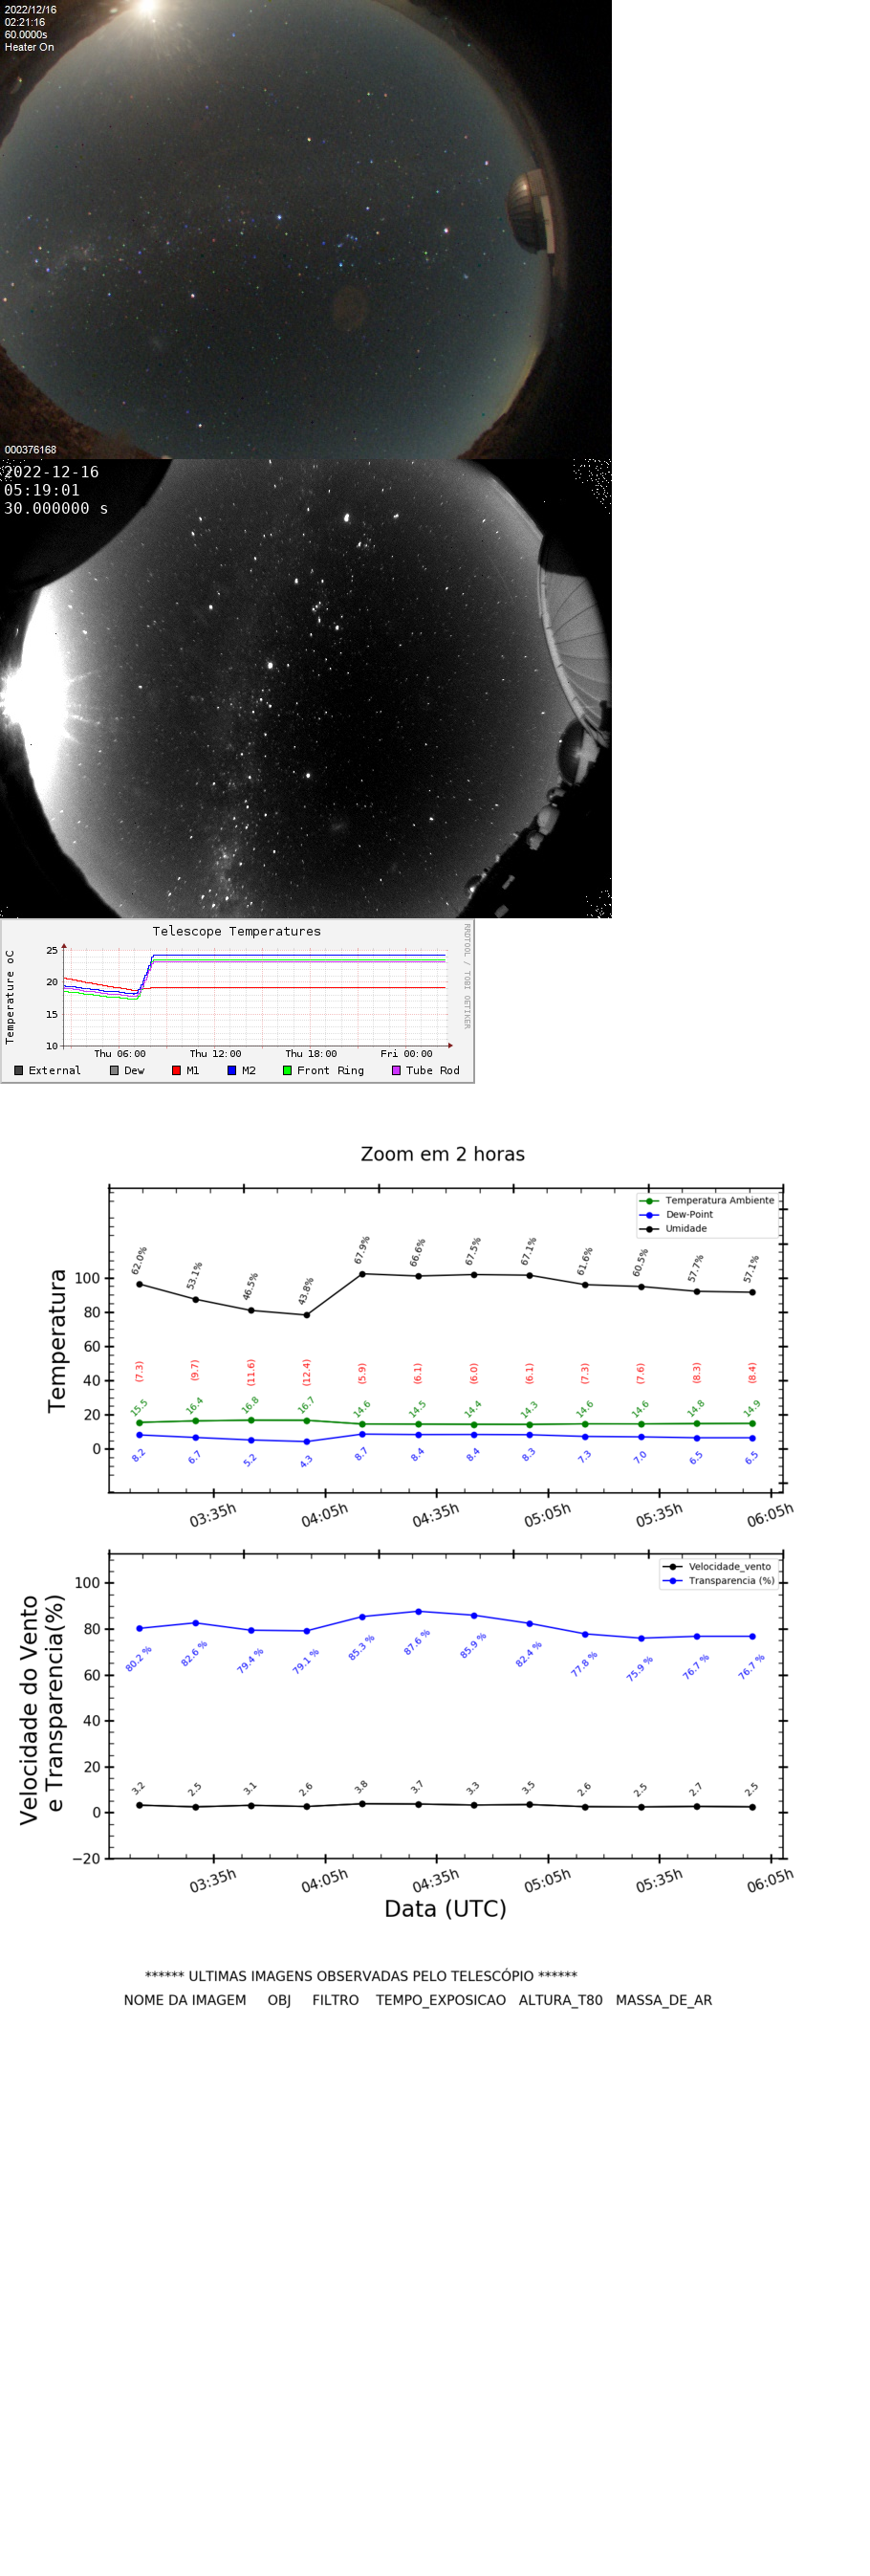 2022/12/16
02:21:16
60.0000s
Heater On
000376168
2022-12-16
05:19:01
30.000000 s
Telescope Temperatures
RRDTOOL / TOBI OETIKER
Temperature oC
25
20
15
10
Thu 06:00 Thu 12:00 Thu 18:00 Fri 00:00
External Dew M1 M2 Front Ring Tube Rod
Zoom em 2 horas
Temperatura Ambiente
Dew-Point
Umidade
Temperatura
100
80
60
40
20
0
62.0% 53.1% 46.5% 43.8% 67.9% 66.6% 67.5% 67.1% 61.6% 60.5% 57.7% 57.1%
(7.3) (9.7) (11.6) (12.4) (5.9) (6.1) (6.0) (6.1) (7.3) (7.6) (8.3) (8.4)
15.5 16.4 16.8 16.7 14.6 14.5 14.4 14.3 14.6 14.6 14.8 14.9
8.2 6.7 5.2 4.3 8.7 8.4 8.4 8.3 7.3 7.0 6.5 6.5
03:35h 04:05h 04:35h 05:05h 05:35h 06:05h
Velocidade_vento
Transparencia (%)
Velocidade do Vento
e Transparencia(%)
100
80
60
40
20
0
−20
80.2 % 82.6 % 79.4 % 79.1 % 85.3 % 87.6 % 85.9 % 82.4 % 77.8 % 75.9 % 76.7 % 76.7 %
3.2 2.5 3.1 2.6 3.8 3.7 3.3 3.5 2.6 2.5 2.7 2.5
03:35h 04:05h 04:35h 05:05h 05:35h 06:05h
Data (UTC)
****** ULTIMAS IMAGENS OBSERVADAS PELO TELESCÓPIO ******
NOME DA IMAGEM OBJ FILTRO TEMPO_EXPOSICAO ALTURA_T80 MASSA_DE_AR